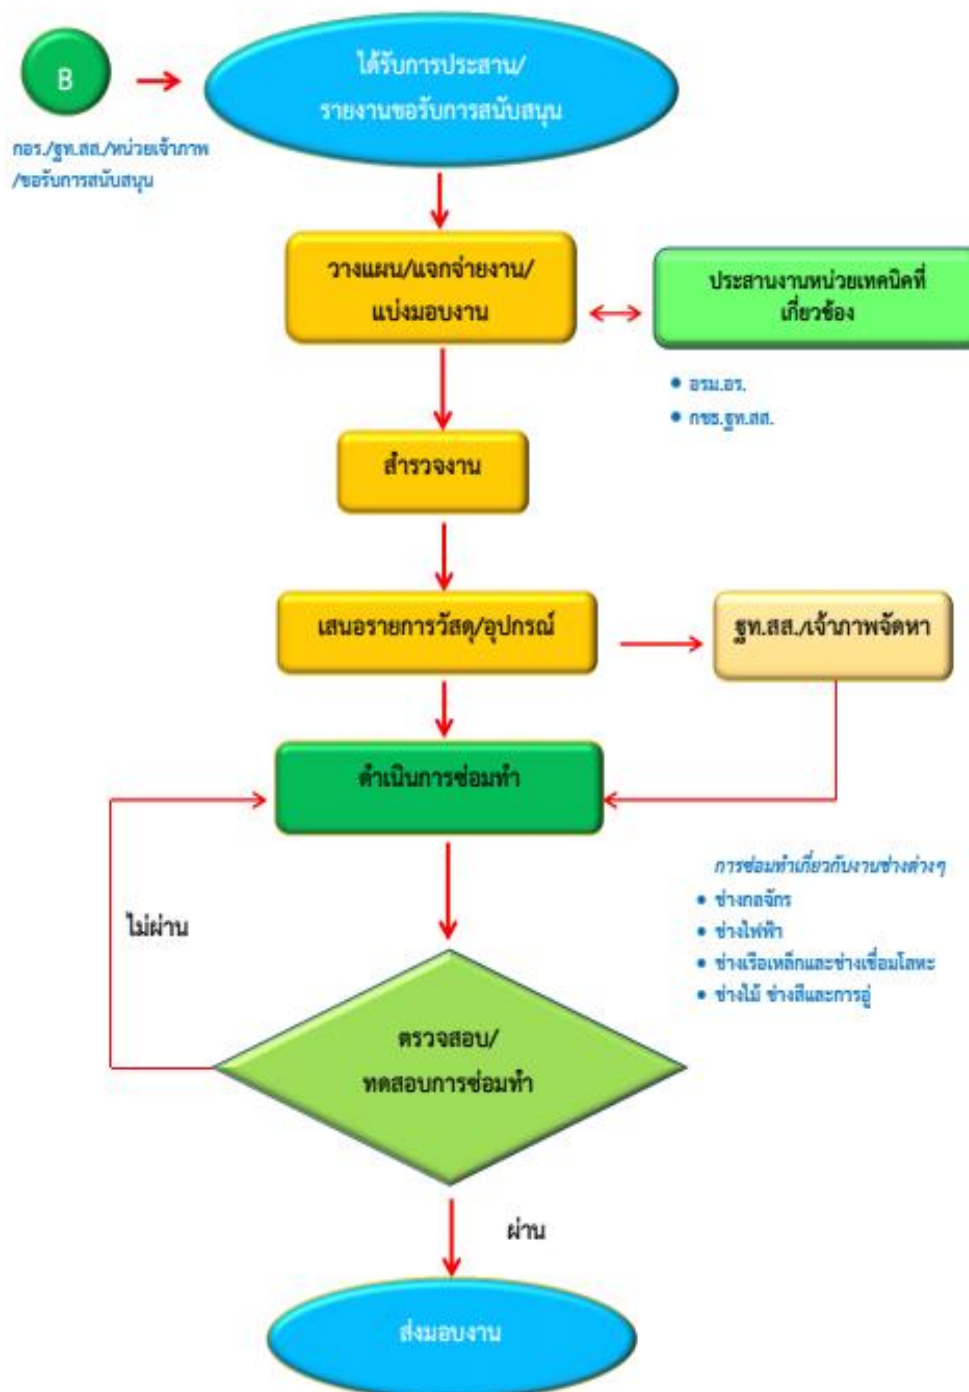 B
ได้รับการประสาน/
รายงานขอรับการสนับสนุน
กอร./ฐท.สส./หน่วยเจ้าภาพ
/ขอรับการสนับสนุน
วางแผน/แจกจ่ายงาน/
แบ่งมอบงาน
ประสานงานหน่วยเทคนิคที่
เกี่ยวข้อง
• อรม.อร.
• กซธ.ฐท.สส.
สำรวจงาน
เสนอรายการวัสดุ/อุปกรณ์
ฐท.สส./เจ้าภาพจัดหา
ดำเนินการซ่อมทำ
การซ่อมทำเกี่ยวกับงานช่างต่างๆ
• ช่างกลจักร
• ช่างไฟฟ้า
• ช่างเรือเหล็กและช่างเชื่อมโลหะ
• ช่างไม้ ช่างสีและการอู่
ไม่ผ่าน
ตรวจสอบ/
ทดสอบการซ่อมทำ
ผ่าน
ส่งมอบงาน